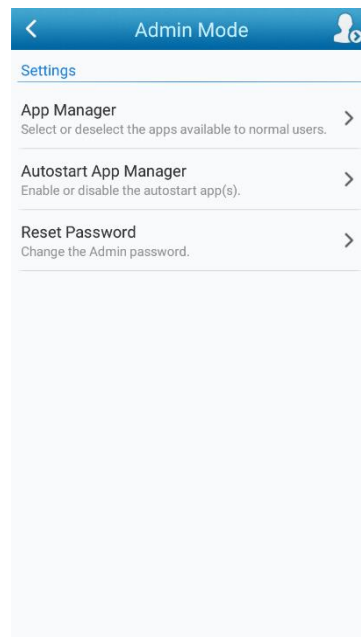 Admin Mode
Settings
App Manager
Select or deselect the apps available to normal users.
Autostart App Manager
Enable or disable the autostart app(s).
Reset Password
Change the Admin password.